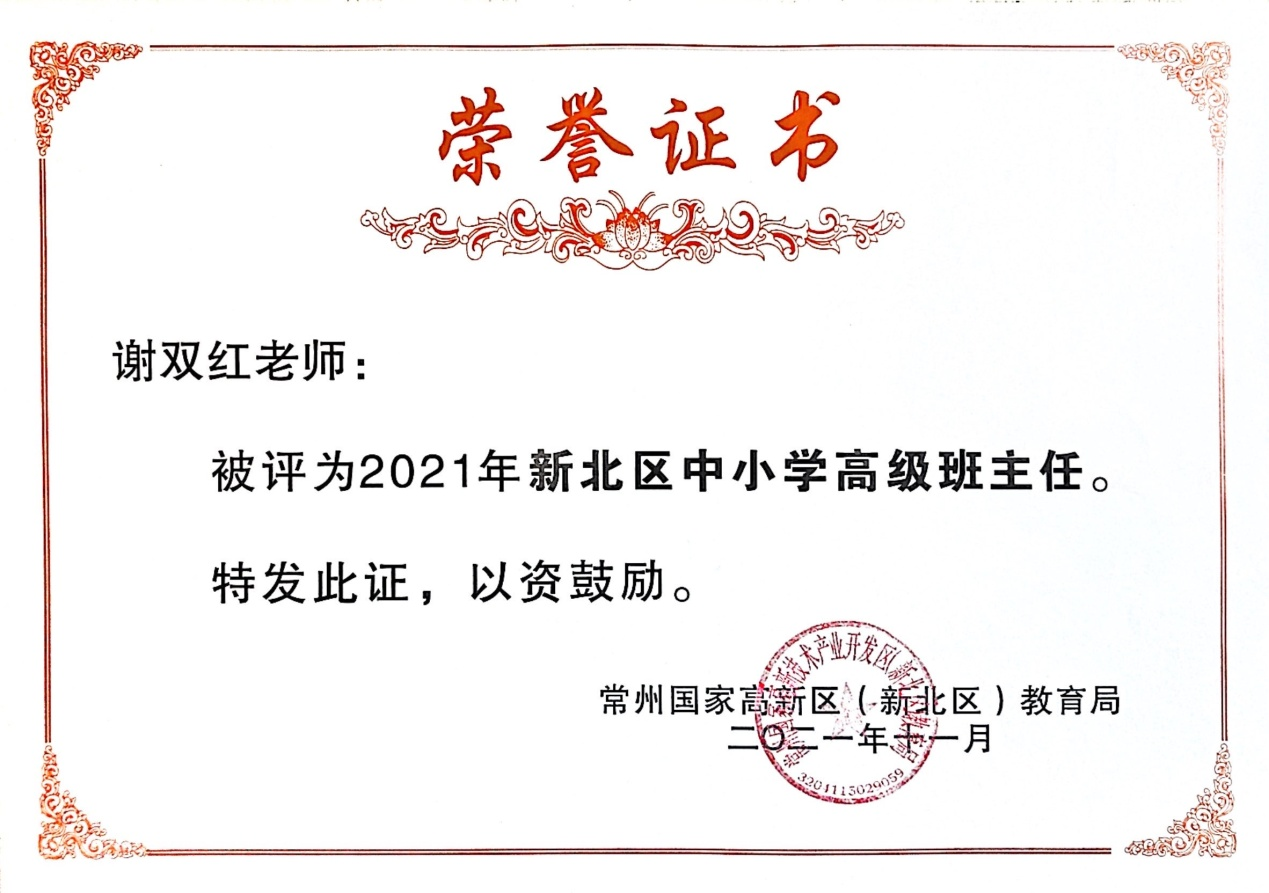 荣誉证书
谢双红老师：
被评为2021年新北区中小学高级班主任。
特发此证，以资鼓励。
常州国家高新区（新北区）教育局
二〇二一年十一月
3204115029059